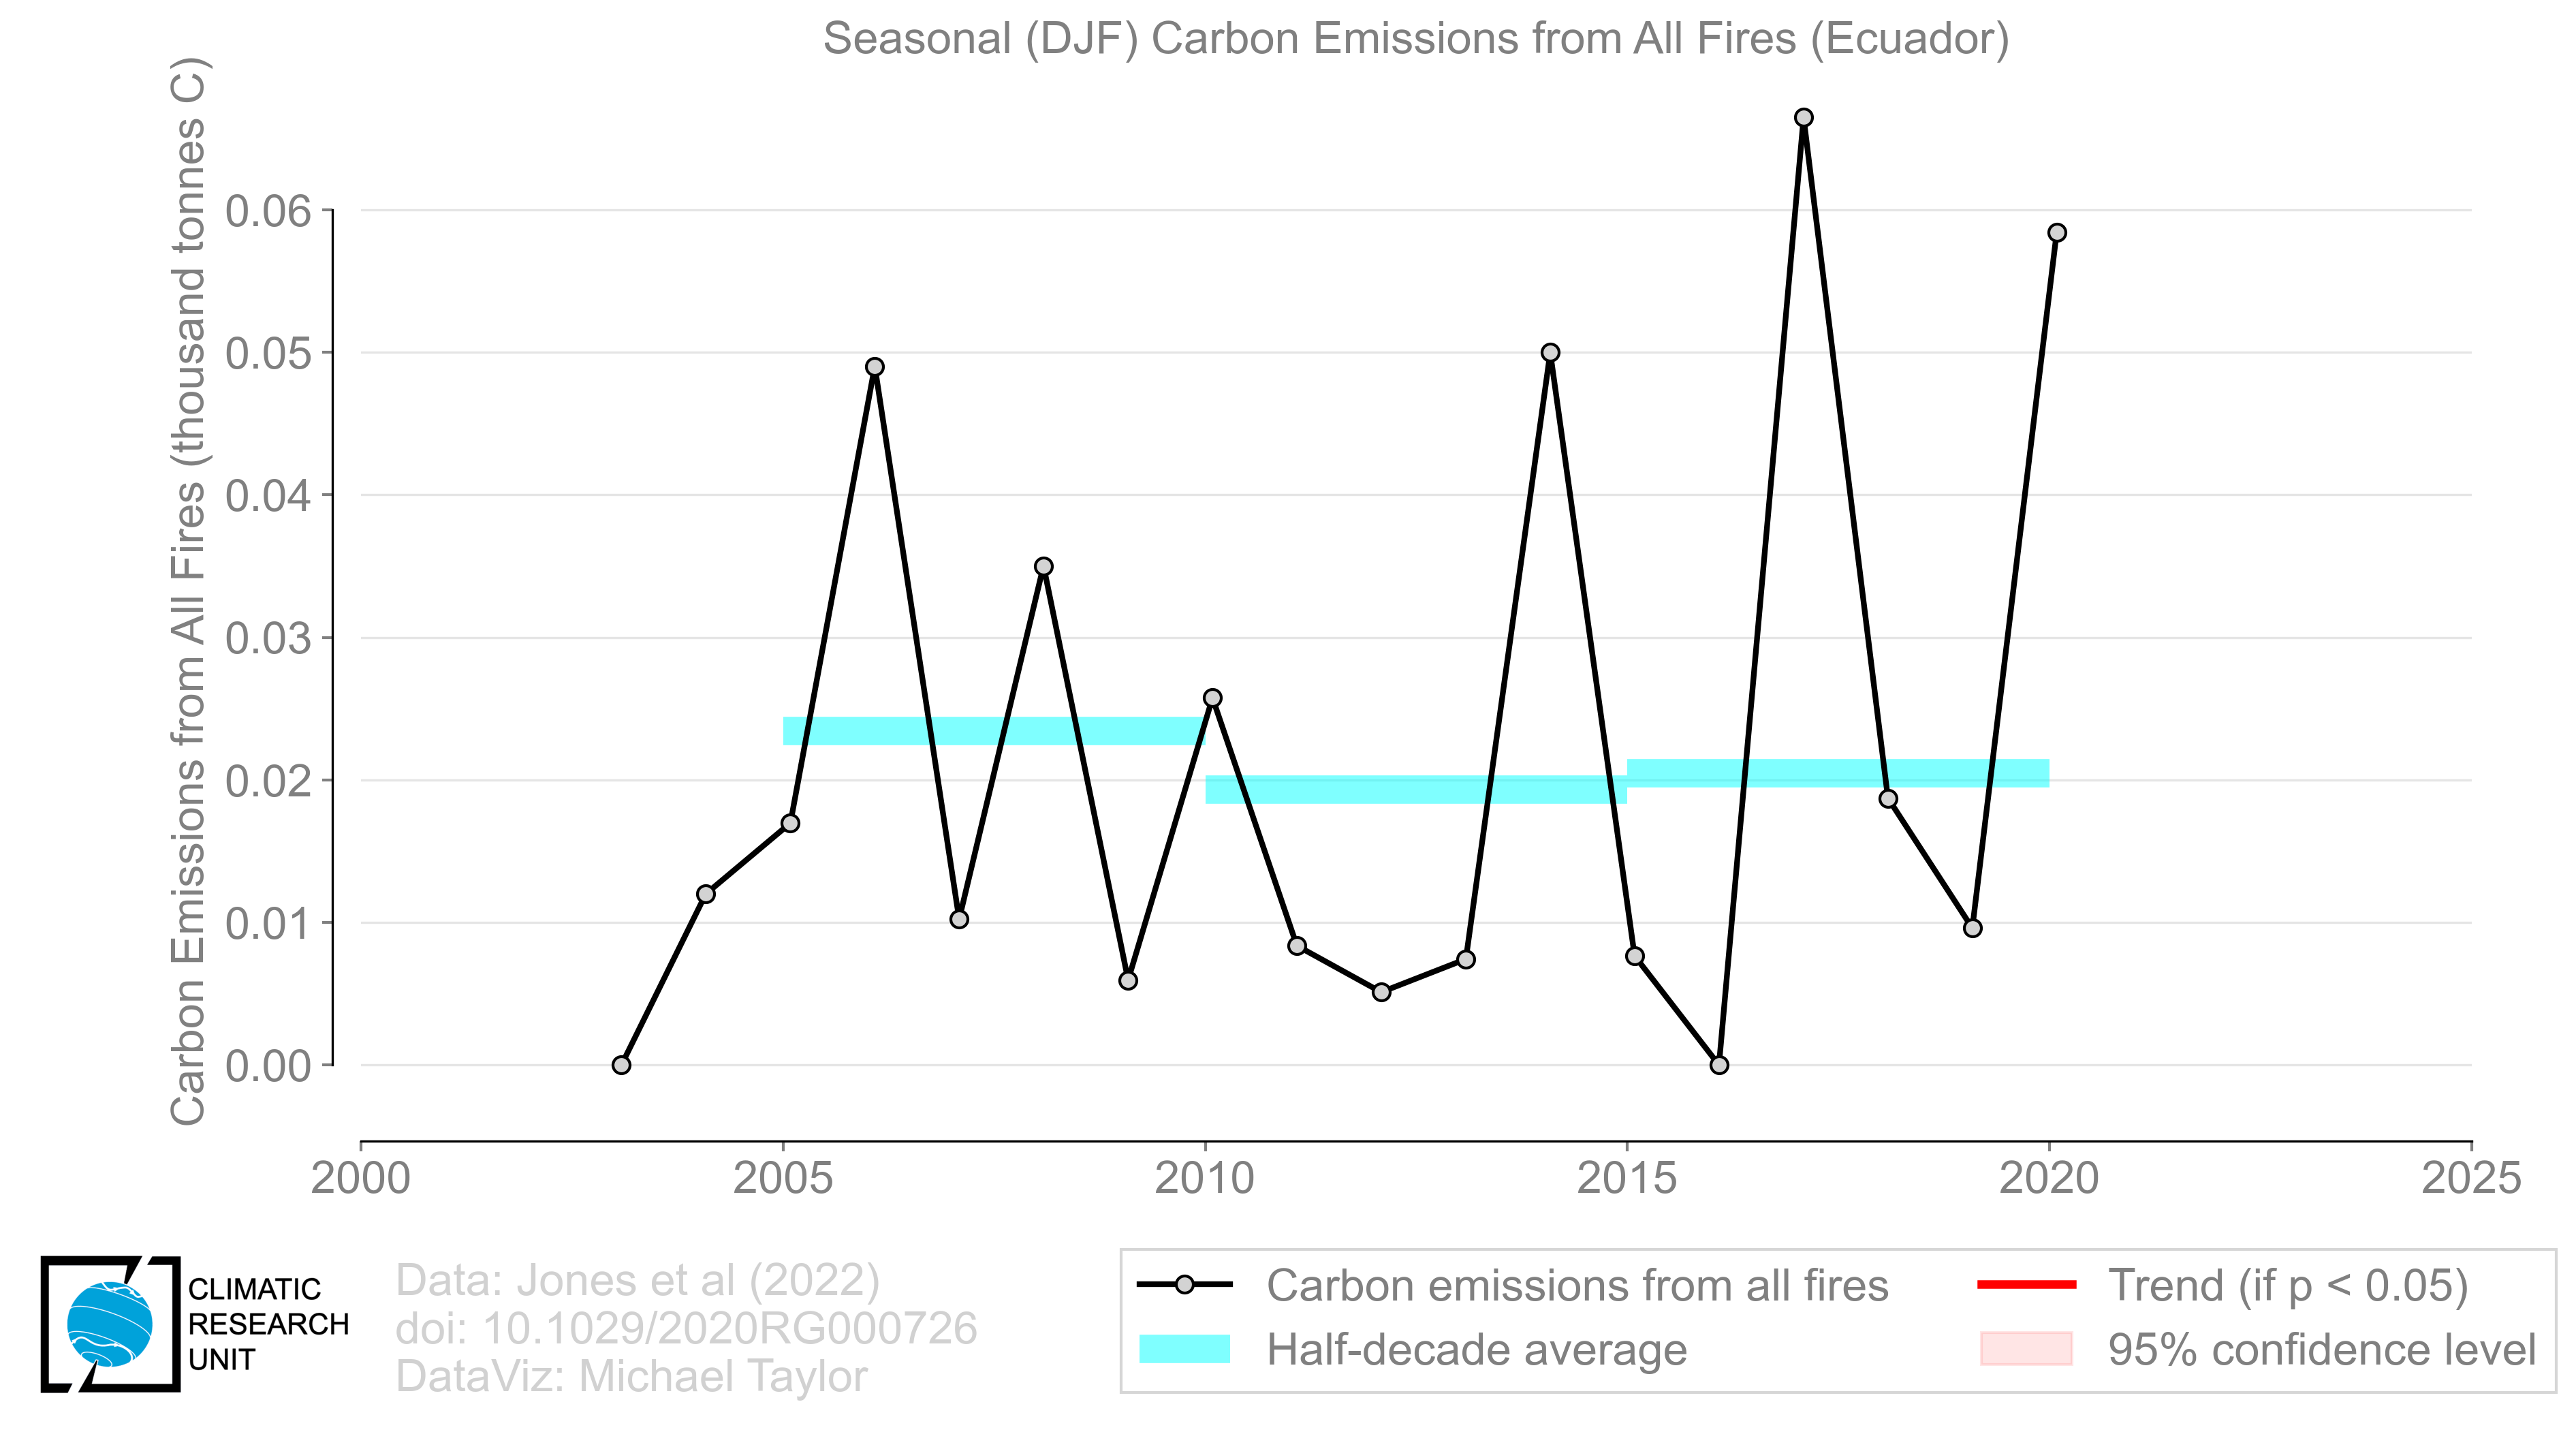 Seasonal (DJF) Carbon Emissions from All Fires (Ecuador)
Carbon Emissions from All Fires (thousand tonnes C)
0.06
0.05
0.04
0.03
0.02
0.01
0.00
2000
2005
2010
2015
2020
2025
CLIMATIC
RESEARCH
UNIT
Data: Jones et al (2022)
doi: 10.1029/2020RG000726
DataViz: Michael Taylor
Carbon emissions from all fires
Half-decade average
Trend (if p < 0.05)
95% confidence level